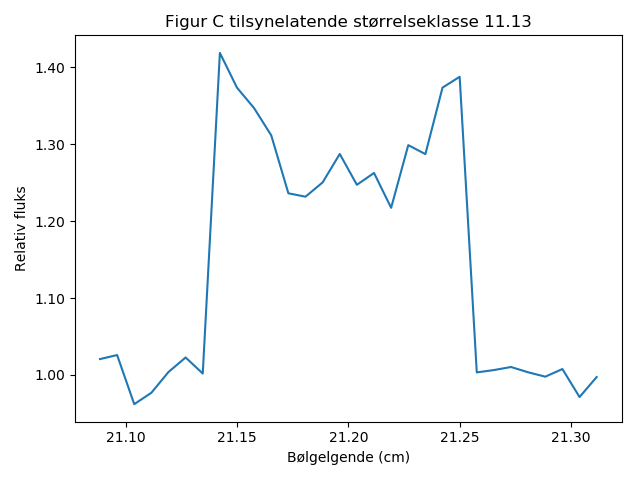 Figur C tilsynelatende størrelseklasse 11.13
1.40
1.30
1.20
1.10
1.00
Relativ fluks
21.10 21.15 21.20 21.25 21.30
Bølgelgende (cm)